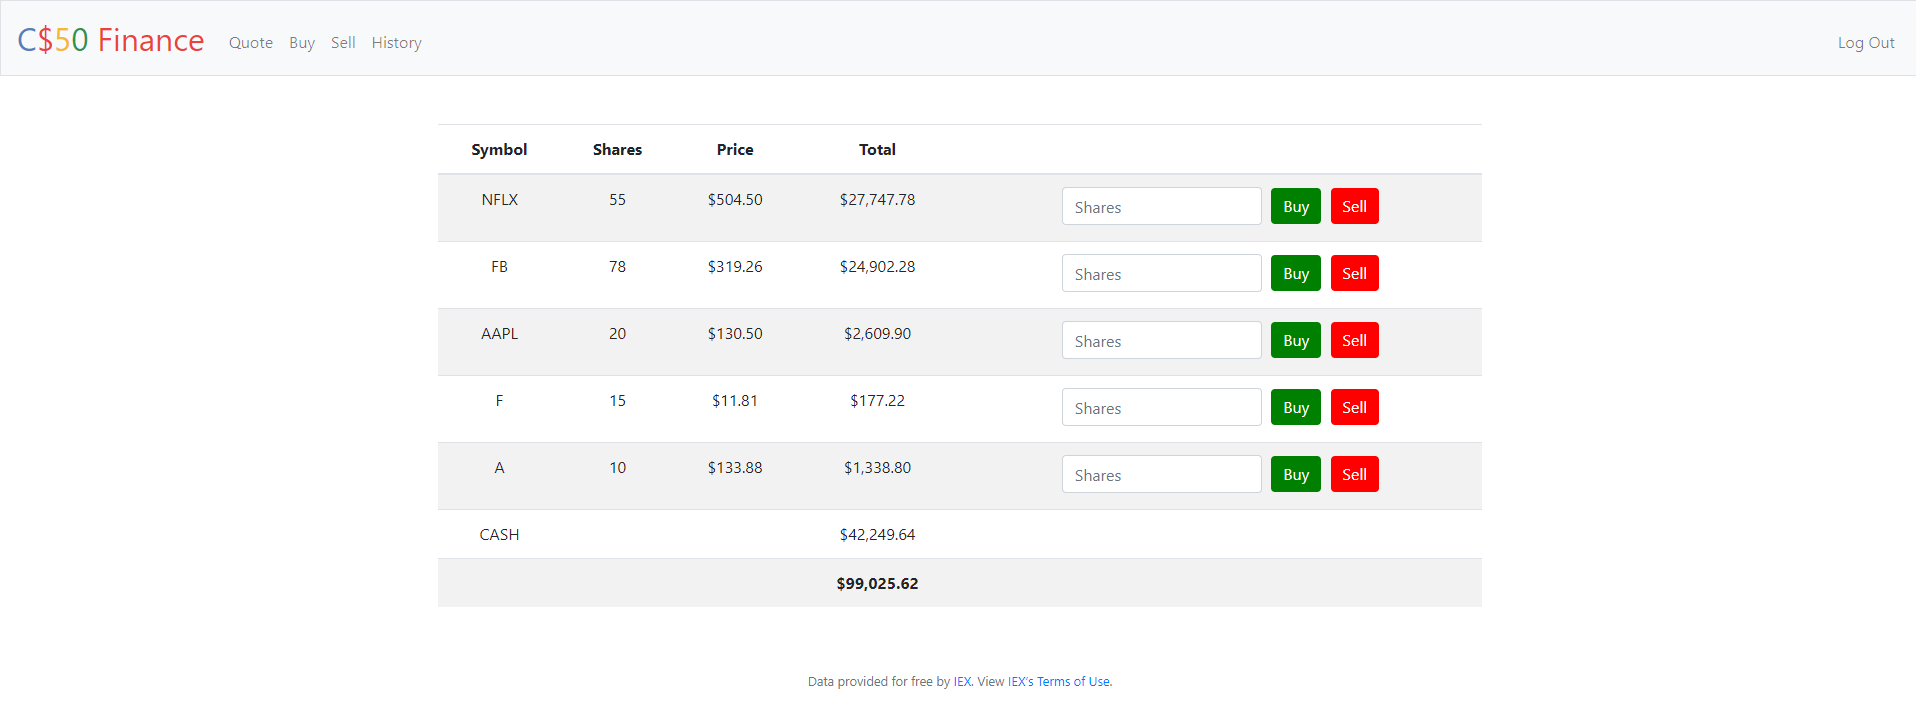 C$50 Finance Quote Buy Sell History Log Out
Symbol Shares Price Total
NFLX 55 $504.50 $27,747.78 Shares Buy Sell
FB 78 $319.26 $24,902.28 Shares Buy Sell
AAPL 20 $130.50 $2,609.90 Shares Buy Sell
F 15 $11.81 $177.22 Shares Buy Sell
A 10 $133.88 $1,338.80 Shares Buy Sell
CASH $42,249.64
$99,025.62
Data provided for free by IEX. View IEX's Terms of Use.